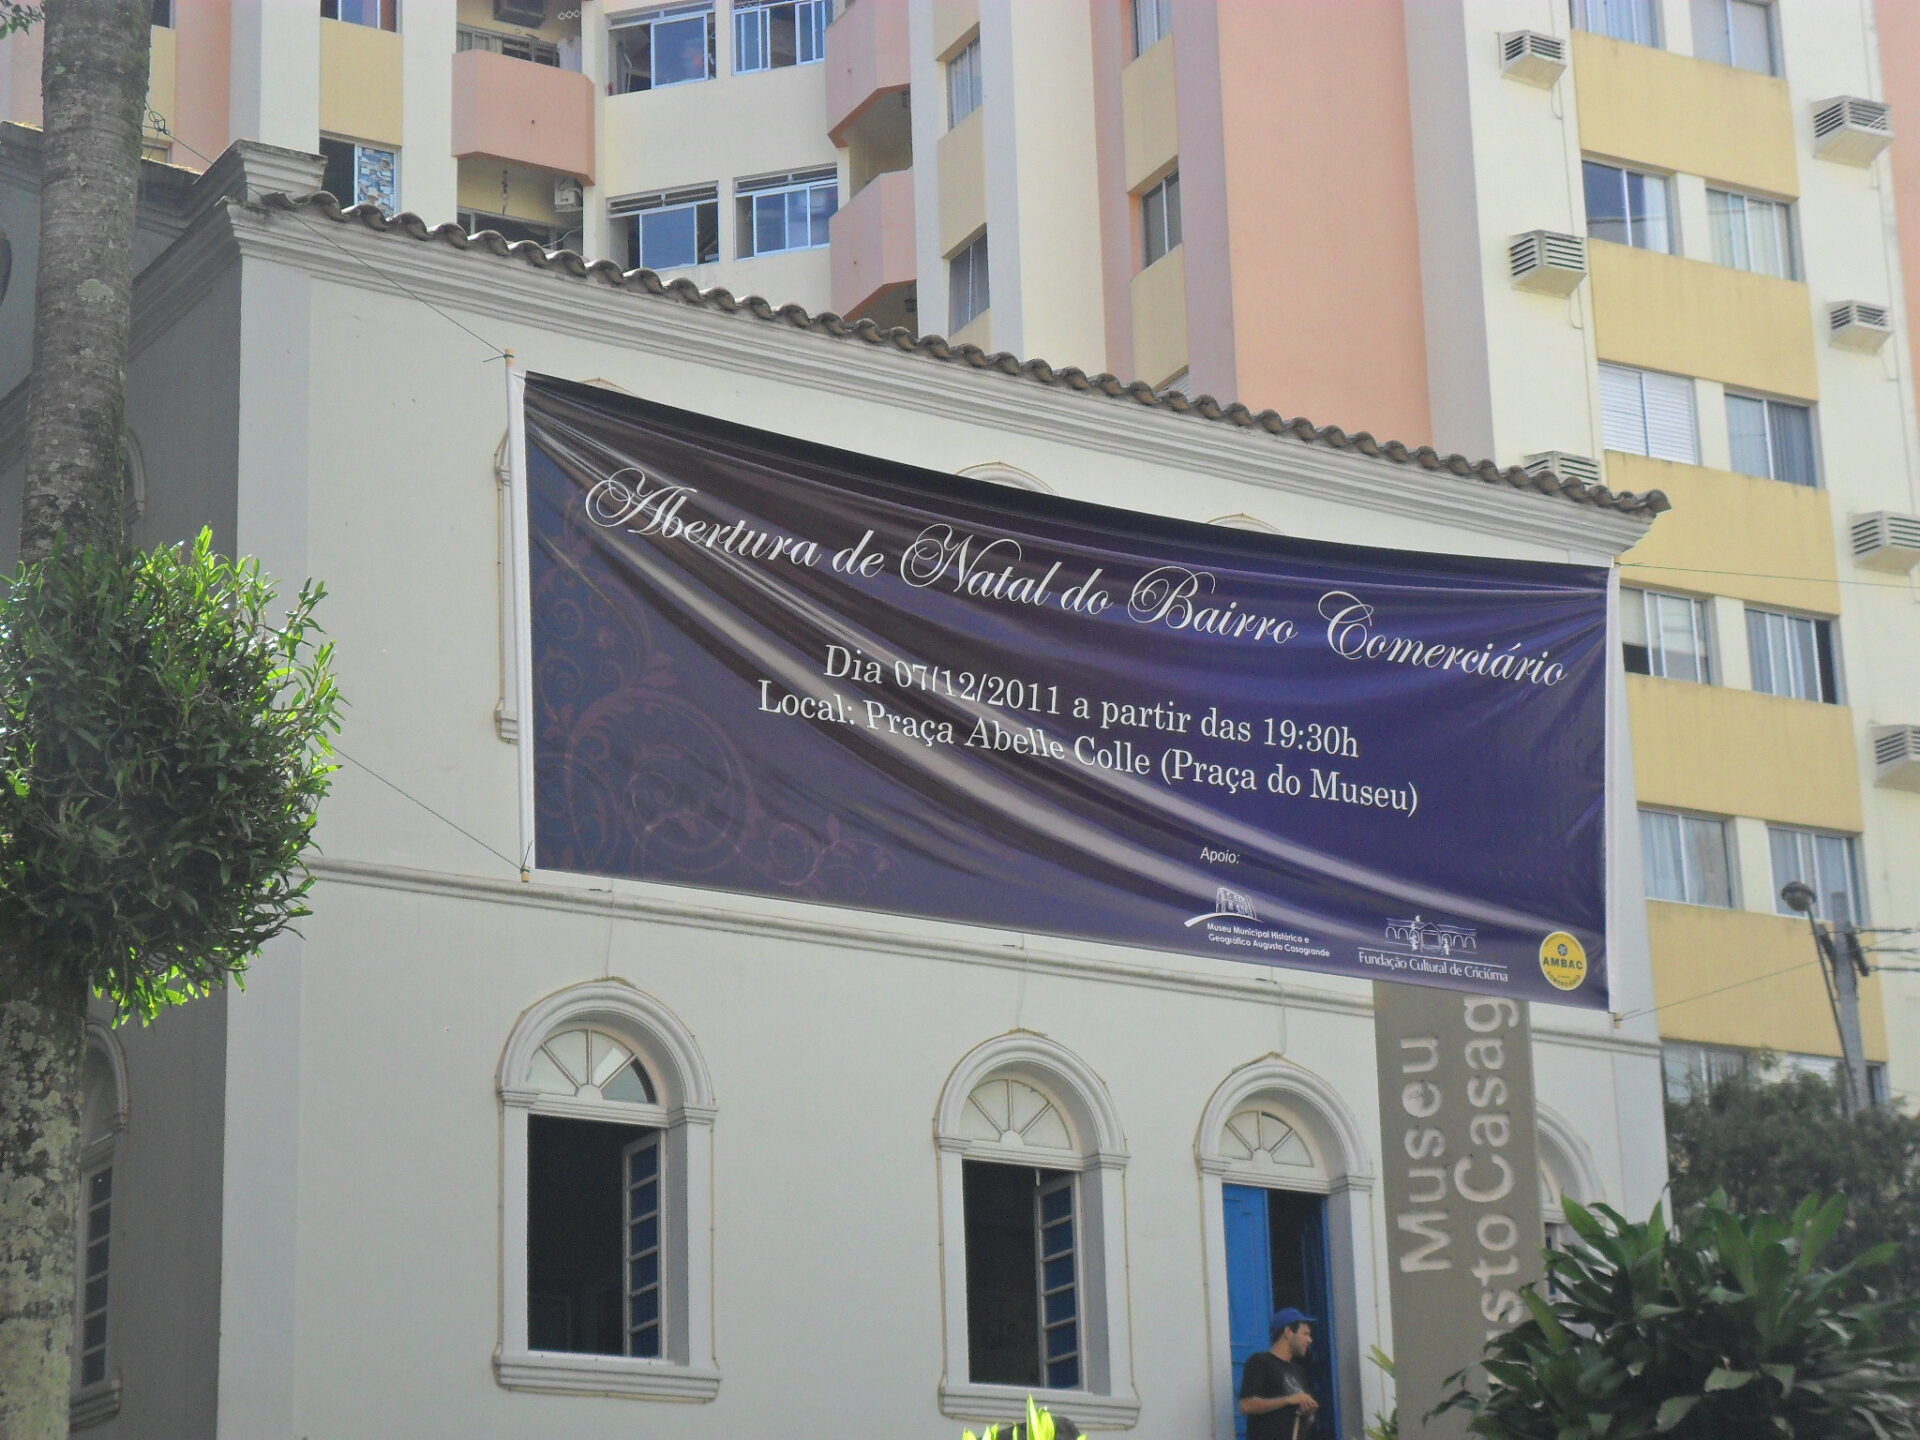 Abertura de Natal do Bairro Comerciário
Dia 07/12/2011 a partir das 19:30h
Local: Praça Abelle Colle (Praça do Museu)
Apoio:
Museu Municipal Histórico e
Geográfico Augusto Casagrande
Fundação Cultural de Criciúma
AMBAC
Museu
sto Casag